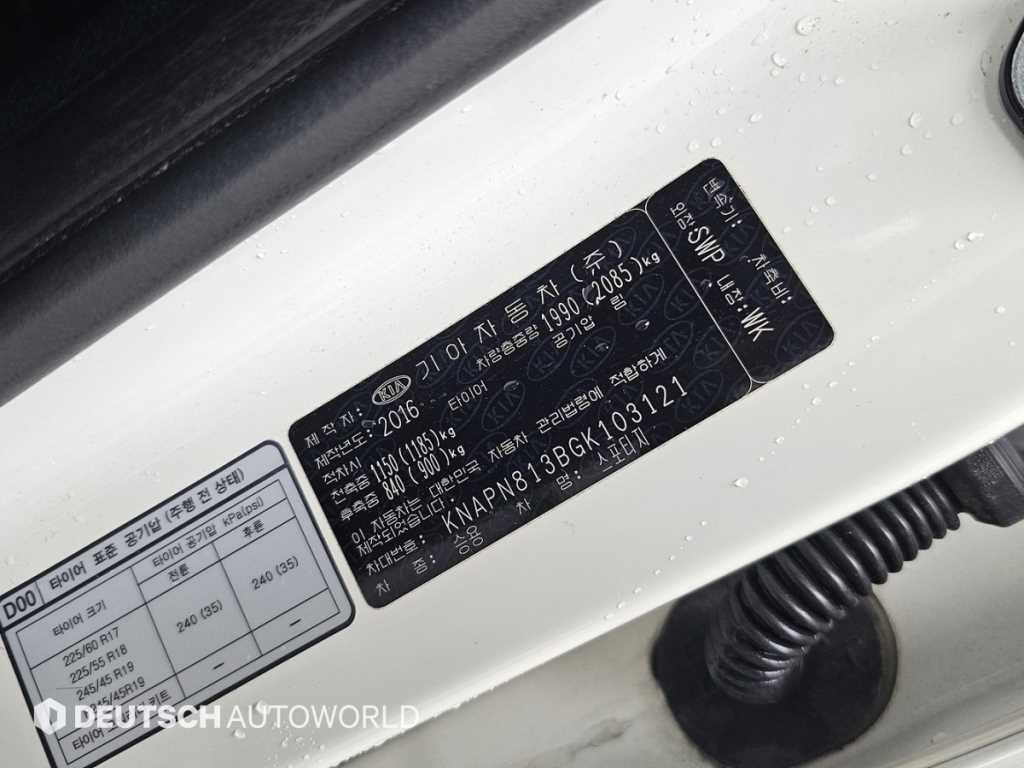 제 작 자: KIA 기아자동차(주)
제작년도: 2016 타이어 차량총중량 1990(2085)kg
적차시 공기압 림
전축중 1150(1185)kg
후축중 840(900)kg
이 자동차는 대한민국 자동차 관리법령에 적합하게
제작되었습니다.
차대번호: KNAPN813BGK103121
차 종: 승용 차 명: 스포티지
변속기: 차축비:
외장:SWP 내장:WK
D00 타이어 표준 공기압 (주행 전 상태)
타이어 크기 타이어 공기압 kPa(psi)
전륜 후륜
225/60 R17 240 (35) 240 (35)
225/55 R18
245/45 R19
245/45R19 – –
DEUTSCH AUTOWORLD